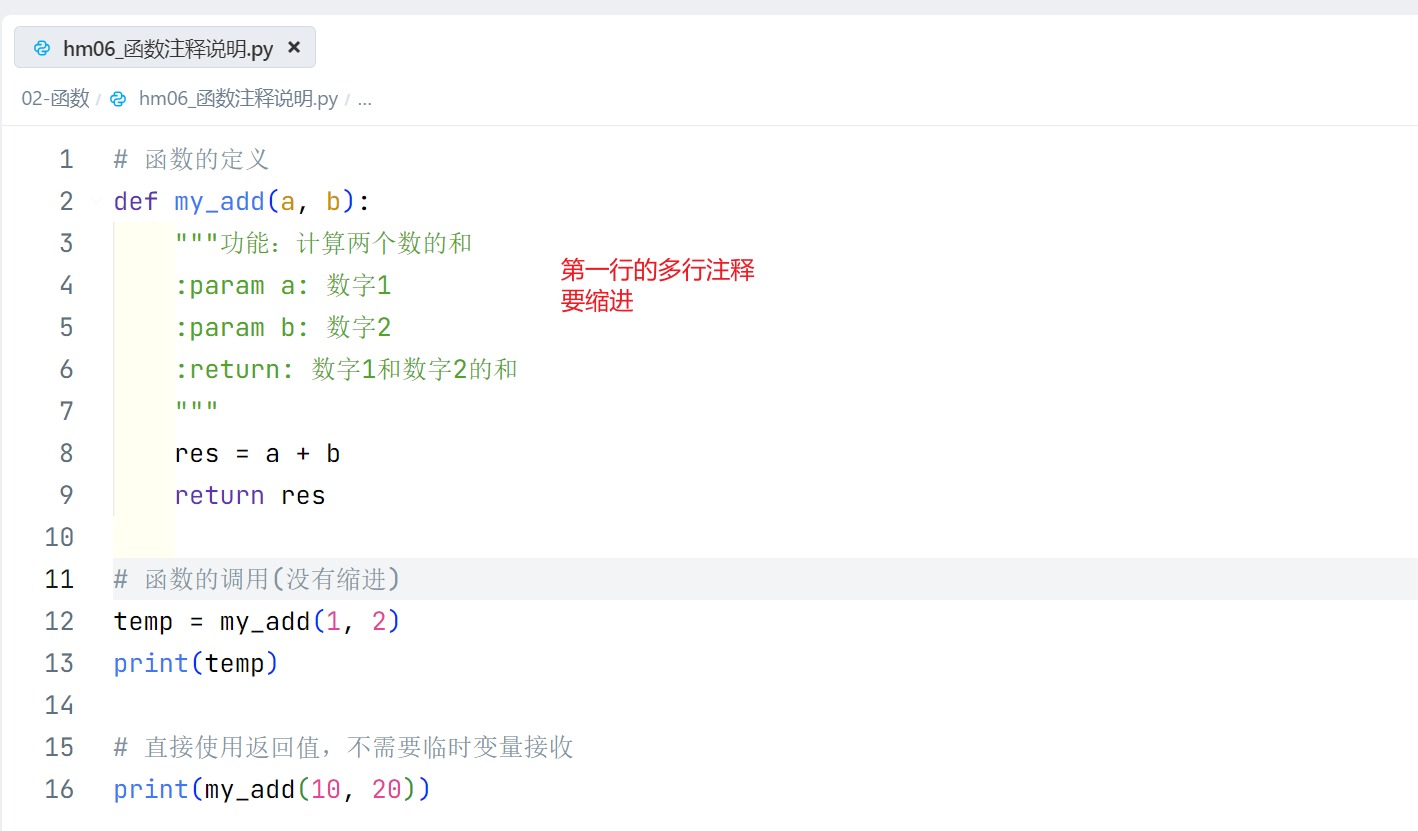 hm06_函数注释说明.py ×
02-函数 / hm06_函数注释说明.py / ...
1 # 函数的定义
2 def my_add(a, b):
3     """功能：计算两个数的和
4     :param a: 数字1
5     :param b: 数字2
6     :return: 数字1和数字2的和
7     """
第一行的多行注释
要缩进
8     res = a + b
9     return res
10
11 # 函数的调用(没有缩进)
12 temp = my_add(1, 2)
13 print(temp)
14
15 # 直接使用返回值，不需要临时变量接收
16 print(my_add(10, 20))